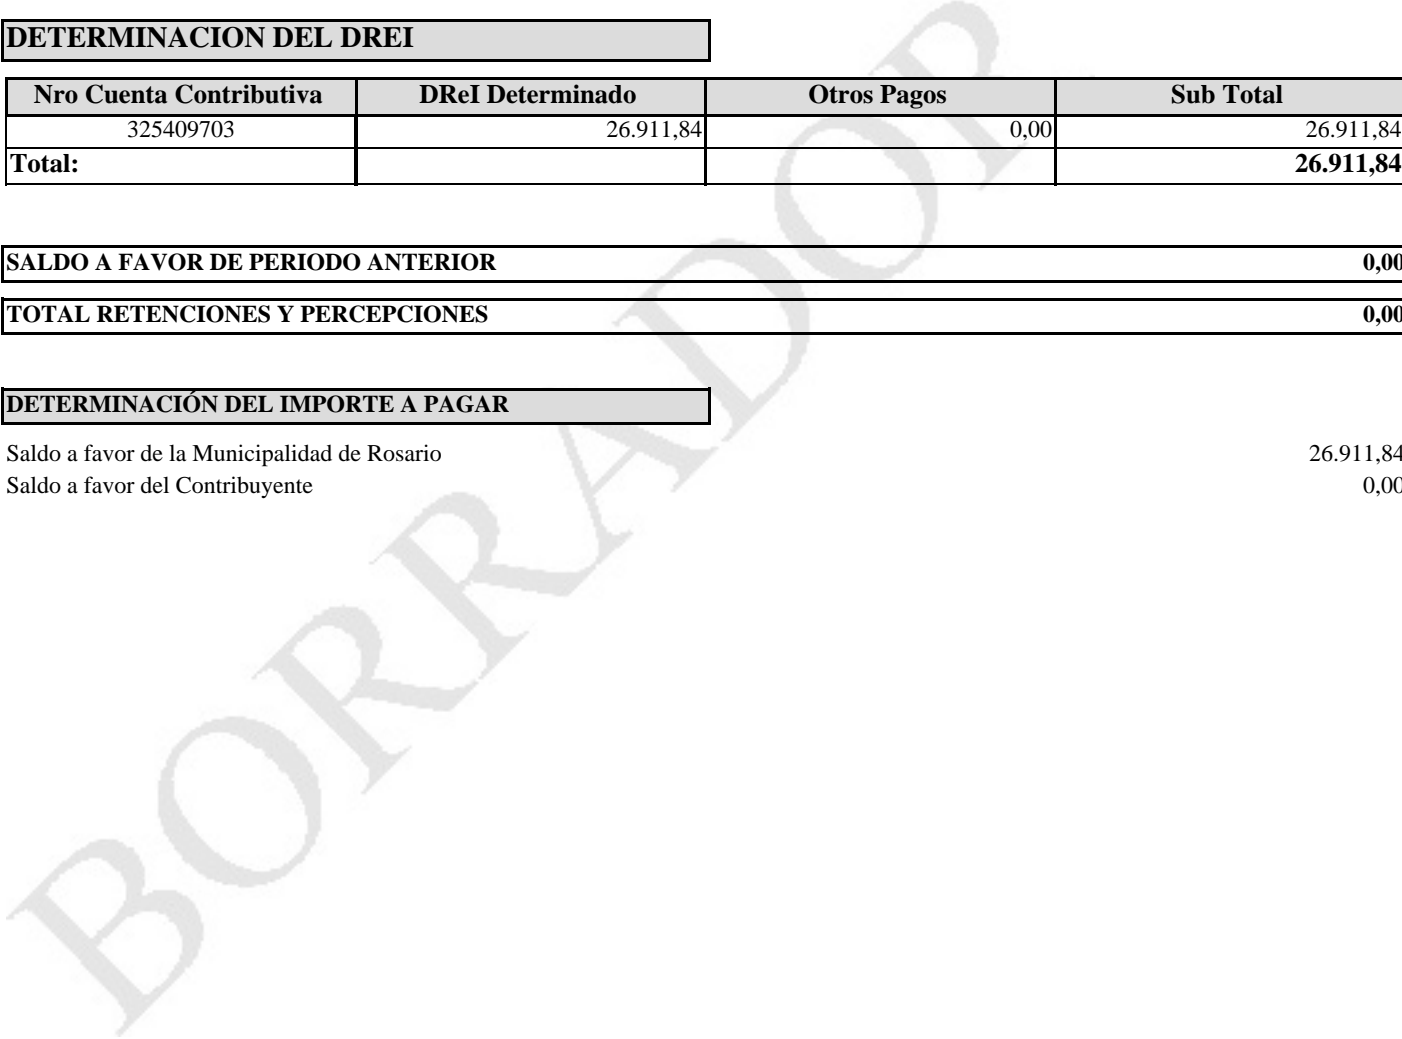 DETERMINACION DEL DREI
Nro Cuenta Contributiva DReI Determinado Otros Pagos Sub Total
325409703 26.911,84 0,00 26.911,84
Total: 26.911,84
SALDO A FAVOR DE PERIODO ANTERIOR 0,00
TOTAL RETENCIONES Y PERCEPCIONES 0,00
DETERMINACIÓN DEL IMPORTE A PAGAR
Saldo a favor de la Municipalidad de Rosario 26.911,84
Saldo a favor del Contribuyente 0,00
BORRADOR